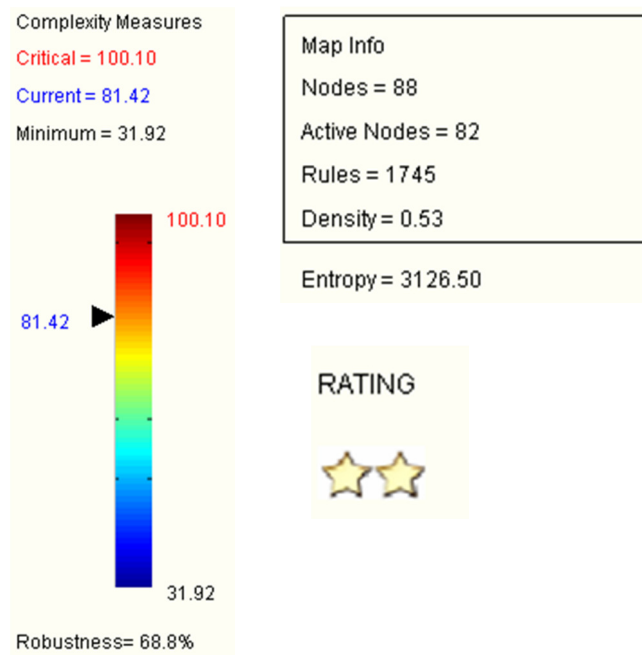 Complexity Measures
Critical = 100.10
Current = 81.42
Minimum = 31.92
100.10
81.42
31.92
Robustness= 68.8%
Map Info
Nodes = 88
Active Nodes = 82
Rules = 1745
Density = 0.53
Entropy = 3126.50
RATING